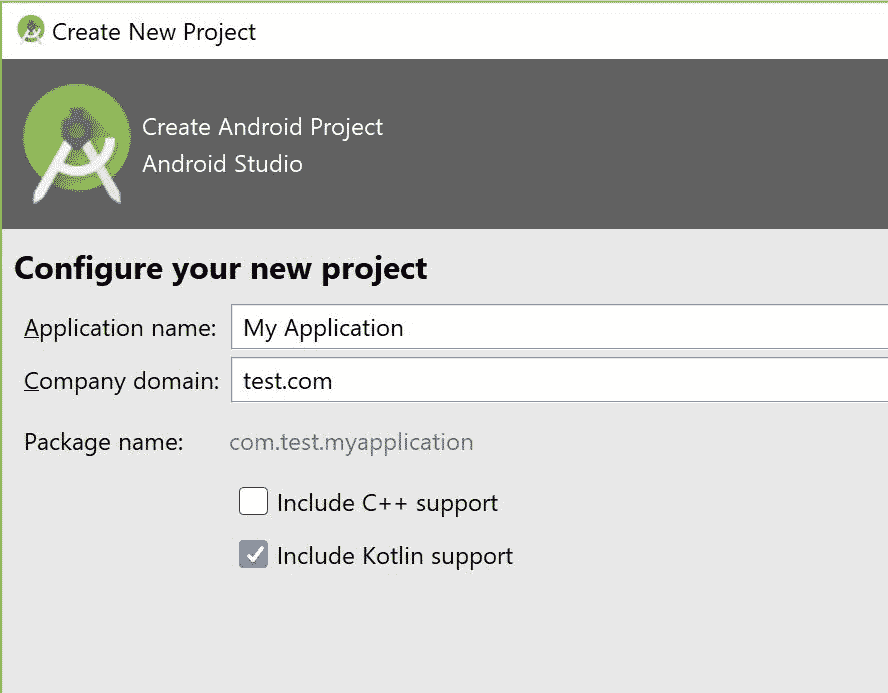 Create New Project
Create Android Project
Android Studio
Configure your new project
Application name: My Application
Company domain: test.com
Package name: com.test.myapplication
Include C++ support
Include Kotlin support